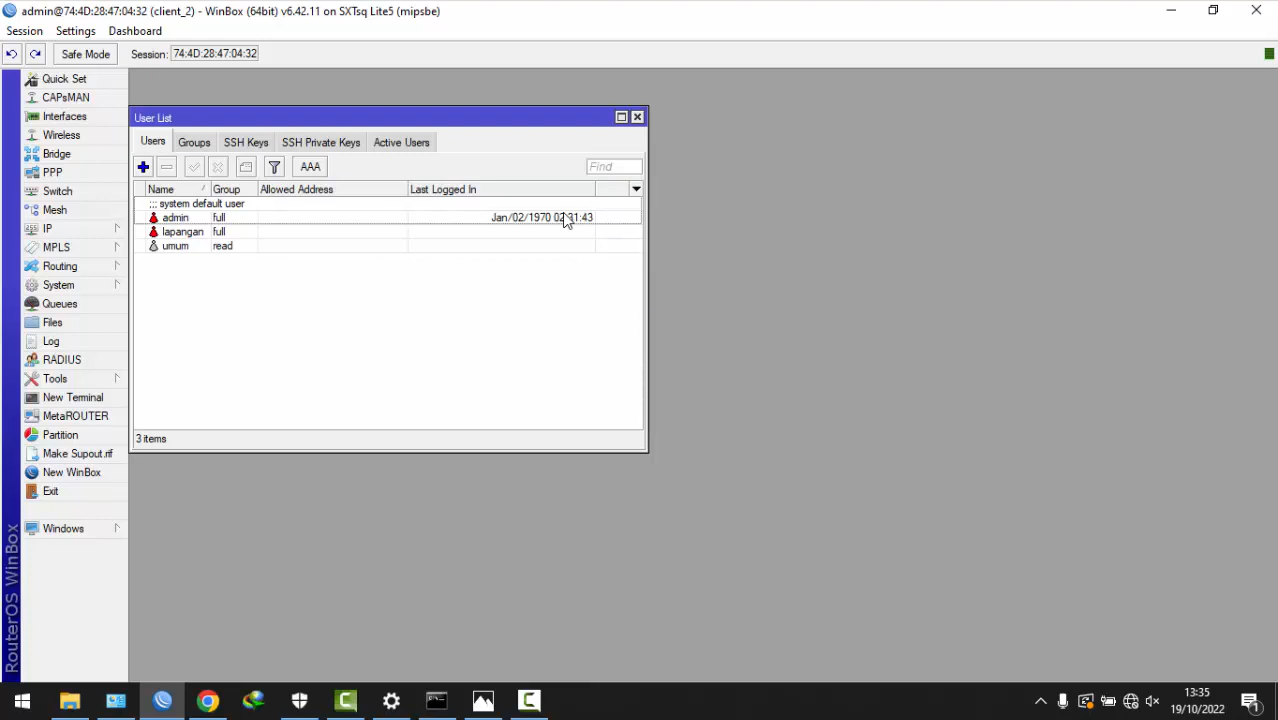 admin@74:4D:28:47:04:32 (client_2) - WinBox (64bit) v6.42.11 on SXTsq Lite5 (mipsbe)
Session Settings Dashboard
Safe Mode Session: 74:4D:28:47:04:32
Quick Set
CAPsMAN
Interfaces
Wireless
Bridge
PPP
Switch
Mesh
IP
MPLS
Routing
System
Queues
Files
Log
RADIUS
Tools
New Terminal
MetaROUTER
Partition
Make Supout.rif
New WinBox
Exit
Windows
RouterOS WinBox
User List
Users Groups SSH Keys SSH Private Keys Active Users
AAA Find
Name Group Allowed Address Last Logged In
::: system default user
admin full Jan/02/1970
lapangan full
umum read
3 items
13:35
19/10/2022
1